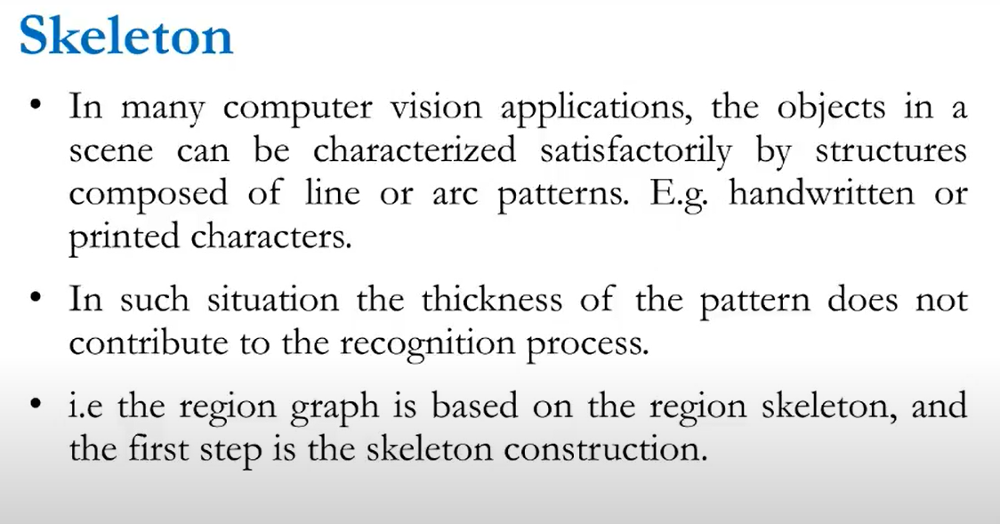 Skeleton
• In many computer vision applications, the objects in a
scene can be characterized satisfactorily by structures
composed of line or arc patterns. E.g. handwritten or
printed characters.
• In such situation the thickness of the pattern does not
contribute to the recognition process.
• i.e the region graph is based on the region skeleton, and
the first step is the skeleton construction.